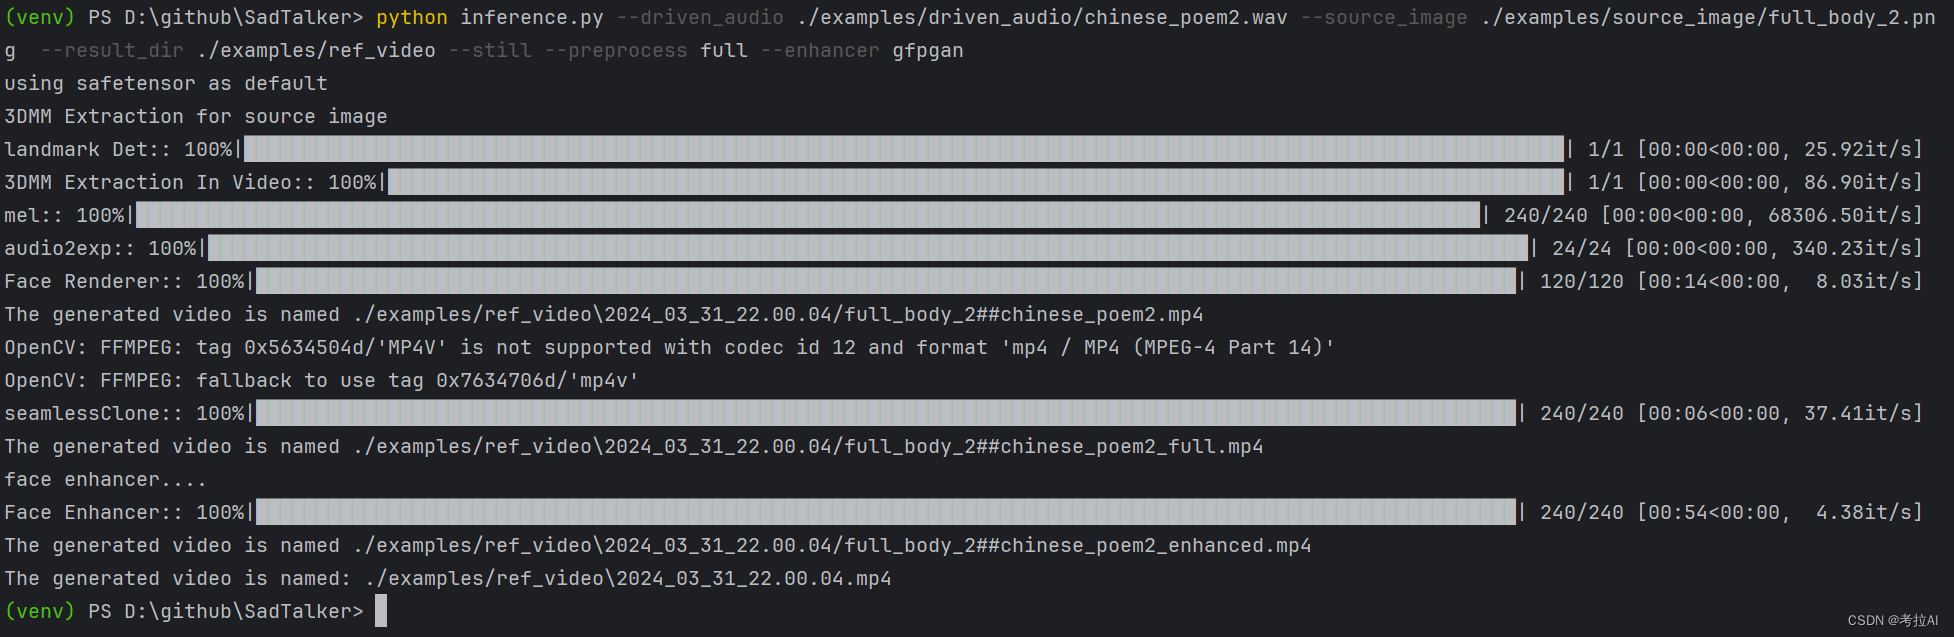 (venv) PS D:\github\SadTalker> python inference.py --driven_audio ./examples/driven_audio/chinese_poem2.wav --source_image ./examples/source_image/full_body_2.pn
g  --result_dir ./examples/ref_video --still --preprocess full --enhancer gfpgan
using safetensor as default
3DMM Extraction for source image
landmark Det:: 100%|| 1/1 [00:00<00:00, 25.92it/s]
3DMM Extraction In Video:: 100%|| 1/1 [00:00<00:00, 86.90it/s]
mel:: 100%|| 240/240 [00:00<00:00, 68306.50it/s]
audio2exp:: 100%|| 24/24 [00:00<00:00, 340.23it/s]
Face Renderer:: 100%|| 120/120 [00:14<00:00,  8.03it/s]
The generated video is named ./examples/ref_video\2024_03_31_22.00.04/full_body_2##chinese_poem2.mp4
OpenCV: FFMPEG: tag 0x5634504d/'MP4V' is not supported with codec id 12 and format 'mp4 / MP4 (MPEG-4 Part 14)'
OpenCV: FFMPEG: fallback to use tag 0x7634706d/'mp4v'
seamlessClone:: 100%|| 240/240 [00:06<00:00, 37.41it/s]
The generated video is named ./examples/ref_video\2024_03_31_22.00.04/full_body_2##chinese_poem2_full.mp4
face enhancer....
Face Enhancer:: 100%|| 240/240 [00:54<00:00,  4.38it/s]
The generated video is named ./examples/ref_video\2024_03_31_22.00.04/full_body_2##chinese_poem2_enhanced.mp4
The generated video is named: ./examples/ref_video\2024_03_31_22.00.04.mp4
(venv) PS D:\github\SadTalker>
CSDN @考拉AI